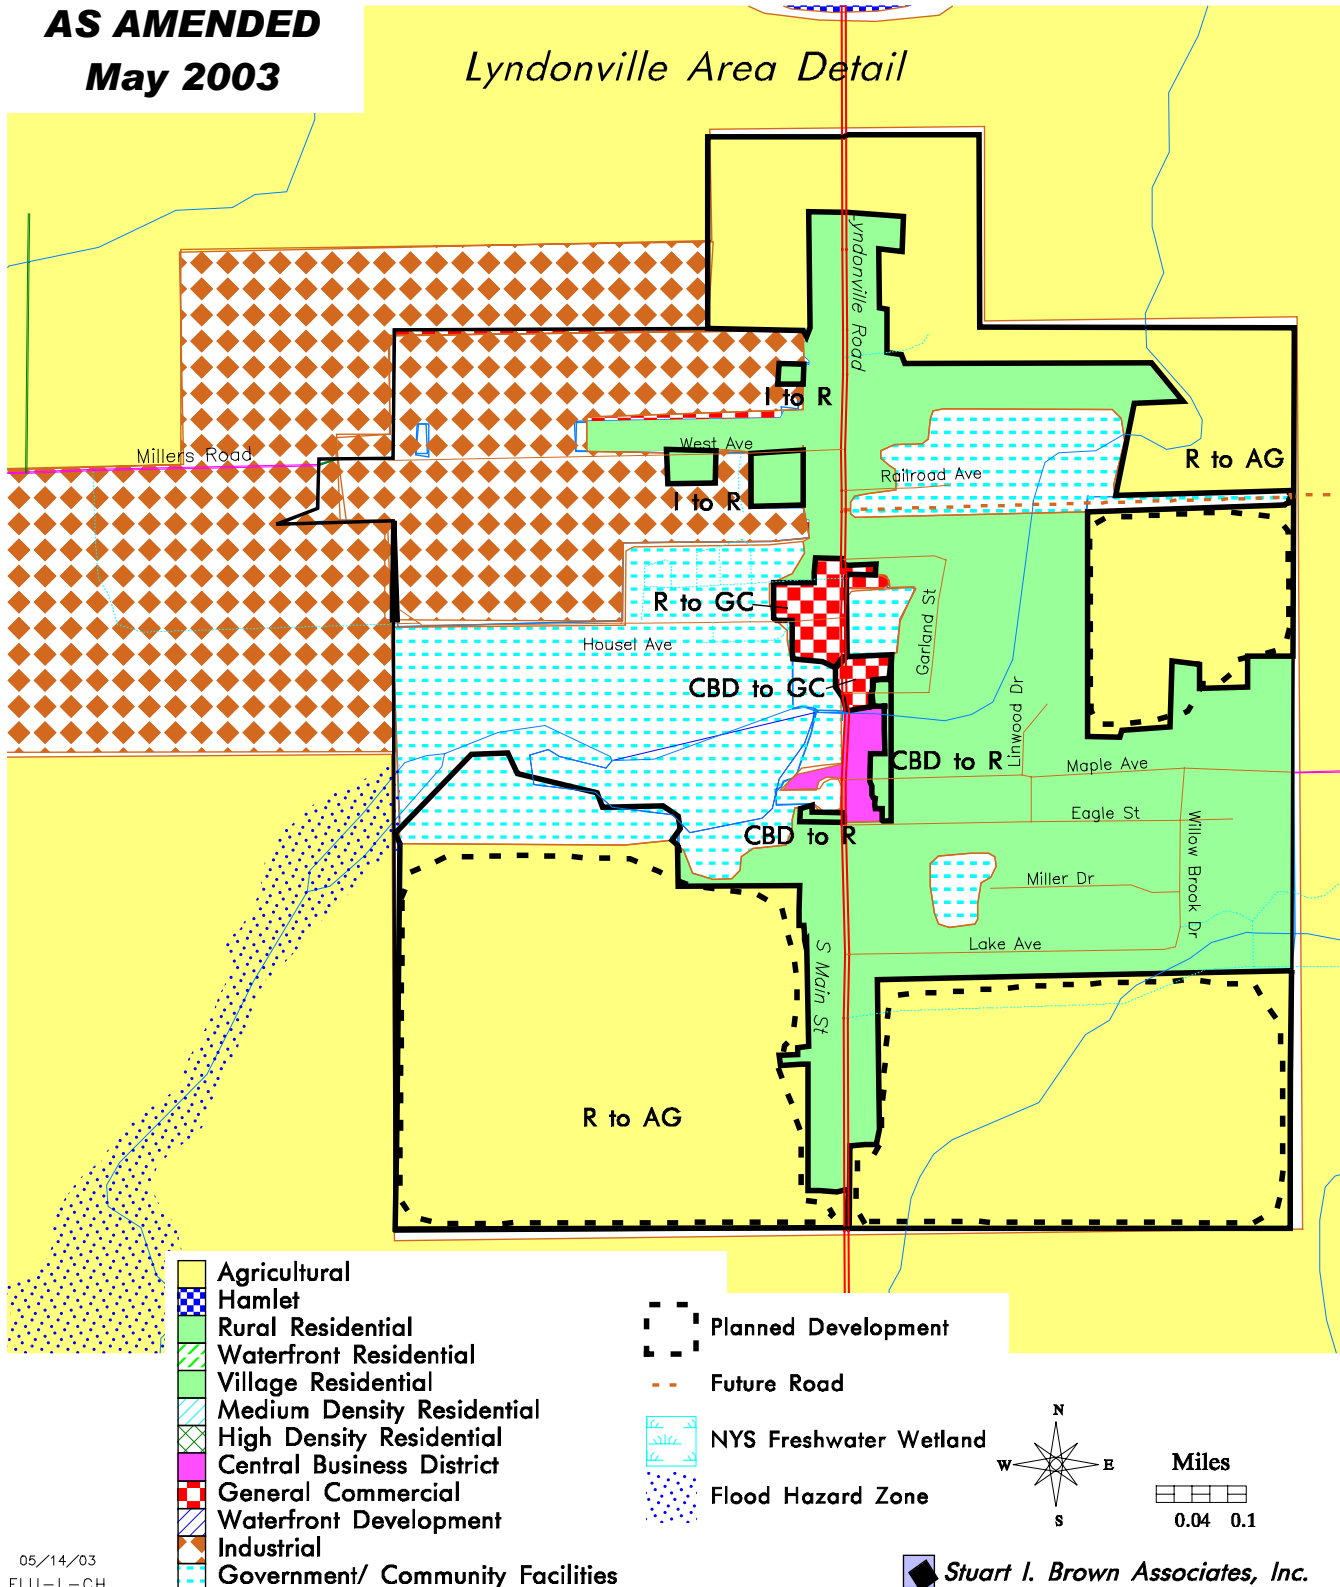 AS AMENDED
May 2003
Lyndonville Area Detail
Lyndonville Road
I to R
Millers Road
West Ave
Railroad Ave
R to AG
I to R
R to GC
Garland St
Housel Ave
CBD to GC
Linwood Dr
CBD to R
Maple Ave
Eagle St
CBD to R
Willow Brook Dr
Miller Dr
Lake Ave
S Main St
R to AG
Agricultural
Hamlet
Rural Residential
Waterfront Residential
Village Residential
Medium Density Residential
High Density Residential
Central Business District
General Commercial
Waterfront Development
Industrial
Government/ Community Facilities
Planned Development
Future Road
NYS Freshwater Wetland
Flood Hazard Zone
N
W E
S
Miles
0.04 0.1
05/14/03
FLU-L-CH
Stuart I. Brown Associates, Inc.